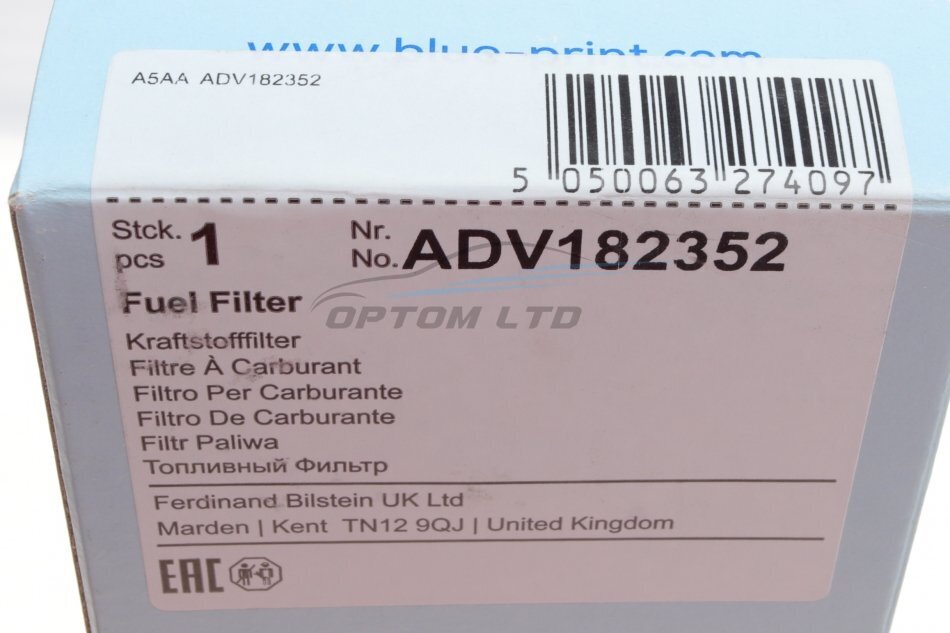 www.blue-print.com
A5AA ADV182352
5 050063 274097
Stck. 1 Nr.
pcs No. ADV182352
Fuel Filter
OPTOM LTD
Kraftstofffilter
Filtre À Carburant
Filtro Per Carburante
Filtro De Carburante
Filtr Paliwa
Топливный Фильтр
Ferdinand Bilstein UK Ltd
Marden | Kent TN12 9QJ | United Kingdom
EAC